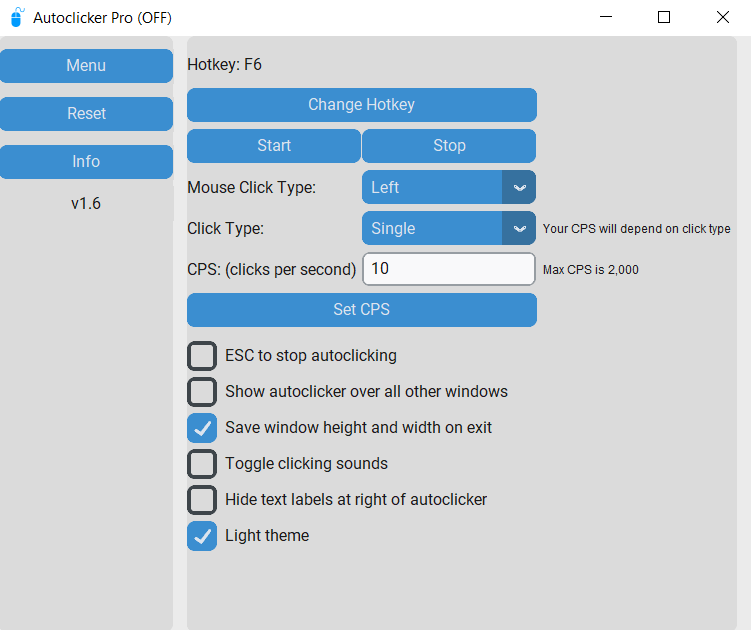 Autoclicker Pro (OFF)
Menu
Reset
Info
v1.6
Hotkey: F6
Change Hotkey
Start Stop
Mouse Click Type: Left
Click Type: Single Your CPS will depend on click type
CPS: (clicks per second) 10 Max CPS is 2,000
Set CPS
ESC to stop autoclicking
Show autoclicker over all other windows
Save window height and width on exit
Toggle clicking sounds
Hide text labels at right of autoclicker
Light theme